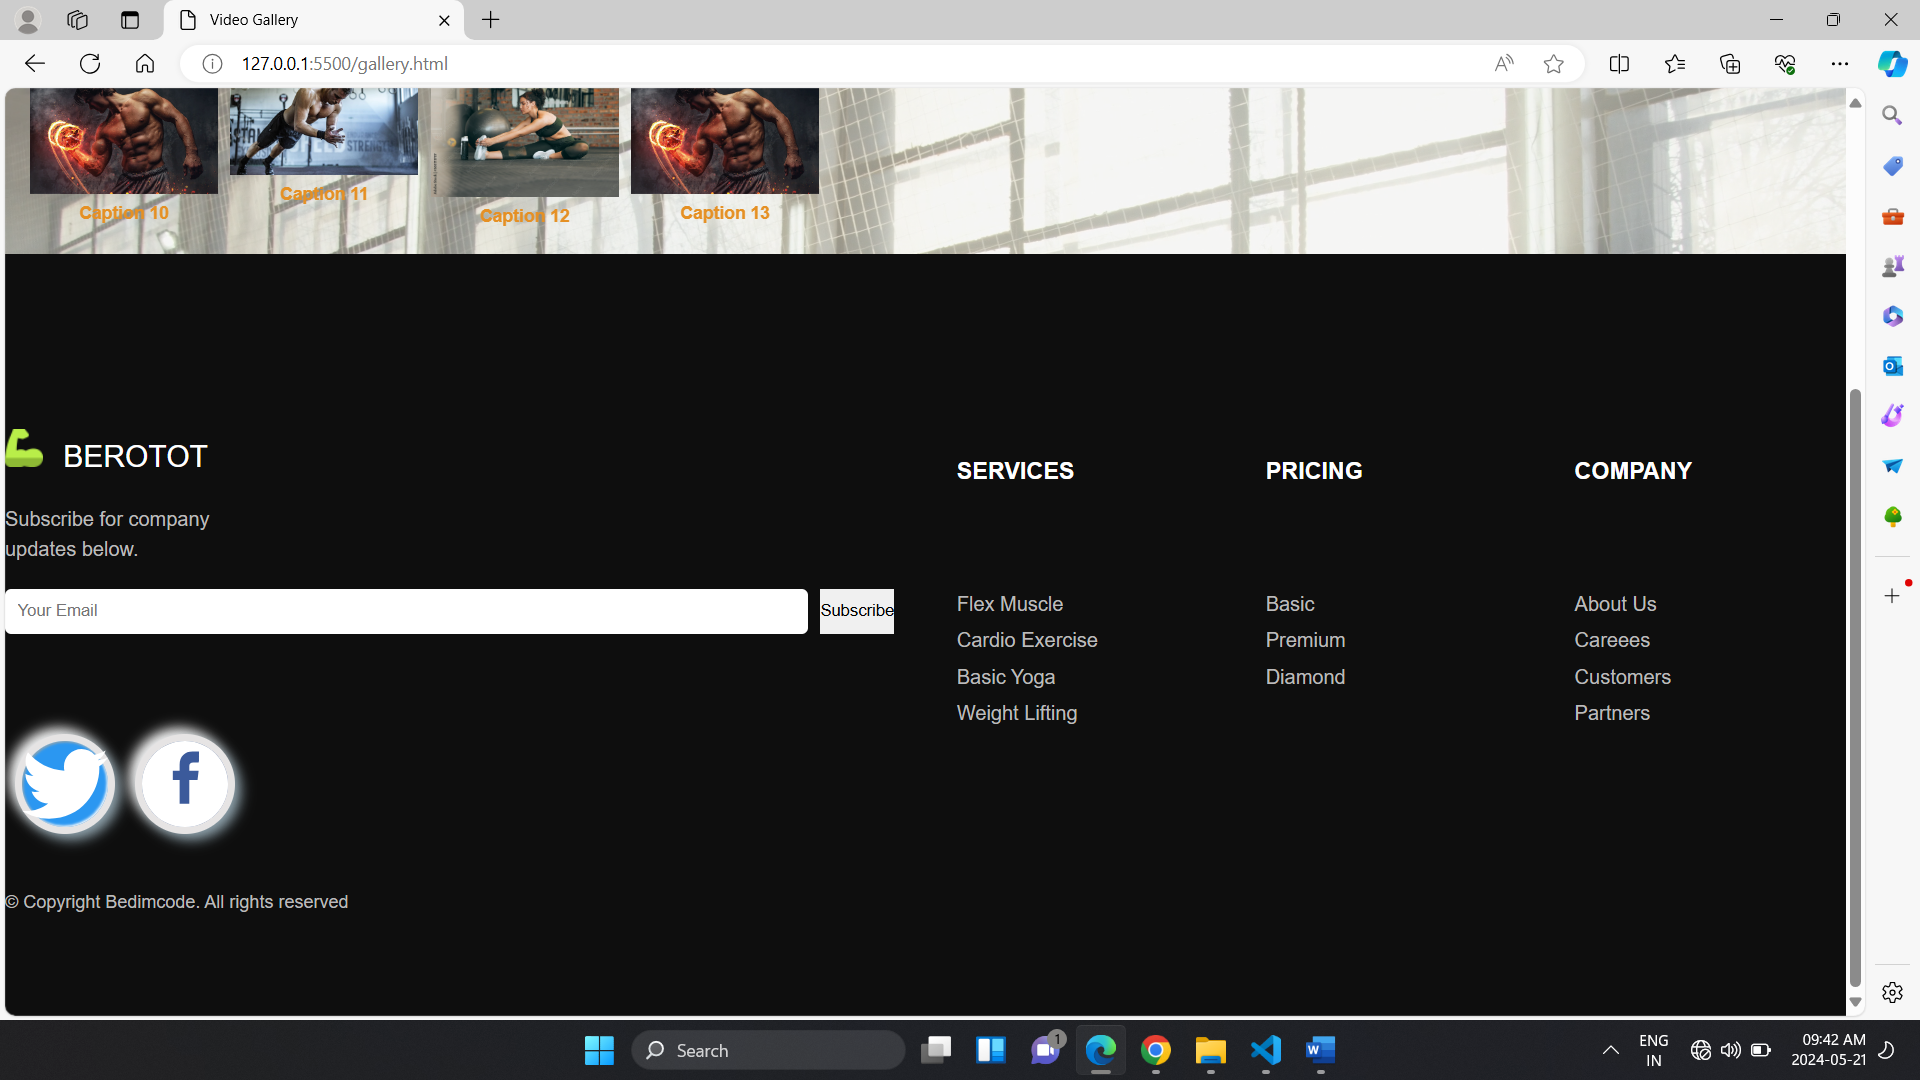 Video Gallery
127.0.0.1:5500/gallery.html
Caption 10
Caption 11
Caption 12
Caption 13
BEROTOT
Subscribe for company
updates below.
Your Email
Subscribe
SERVICES
Flex Muscle
Cardio Exercise
Basic Yoga
Weight Lifting
PRICING
Basic
Premium
Diamond
COMPANY
About Us
Careees
Customers
Partners
© Copyright Bedimcode. All rights reserved
Search
1
ENG
IN
09:42 AM
2024-05-21